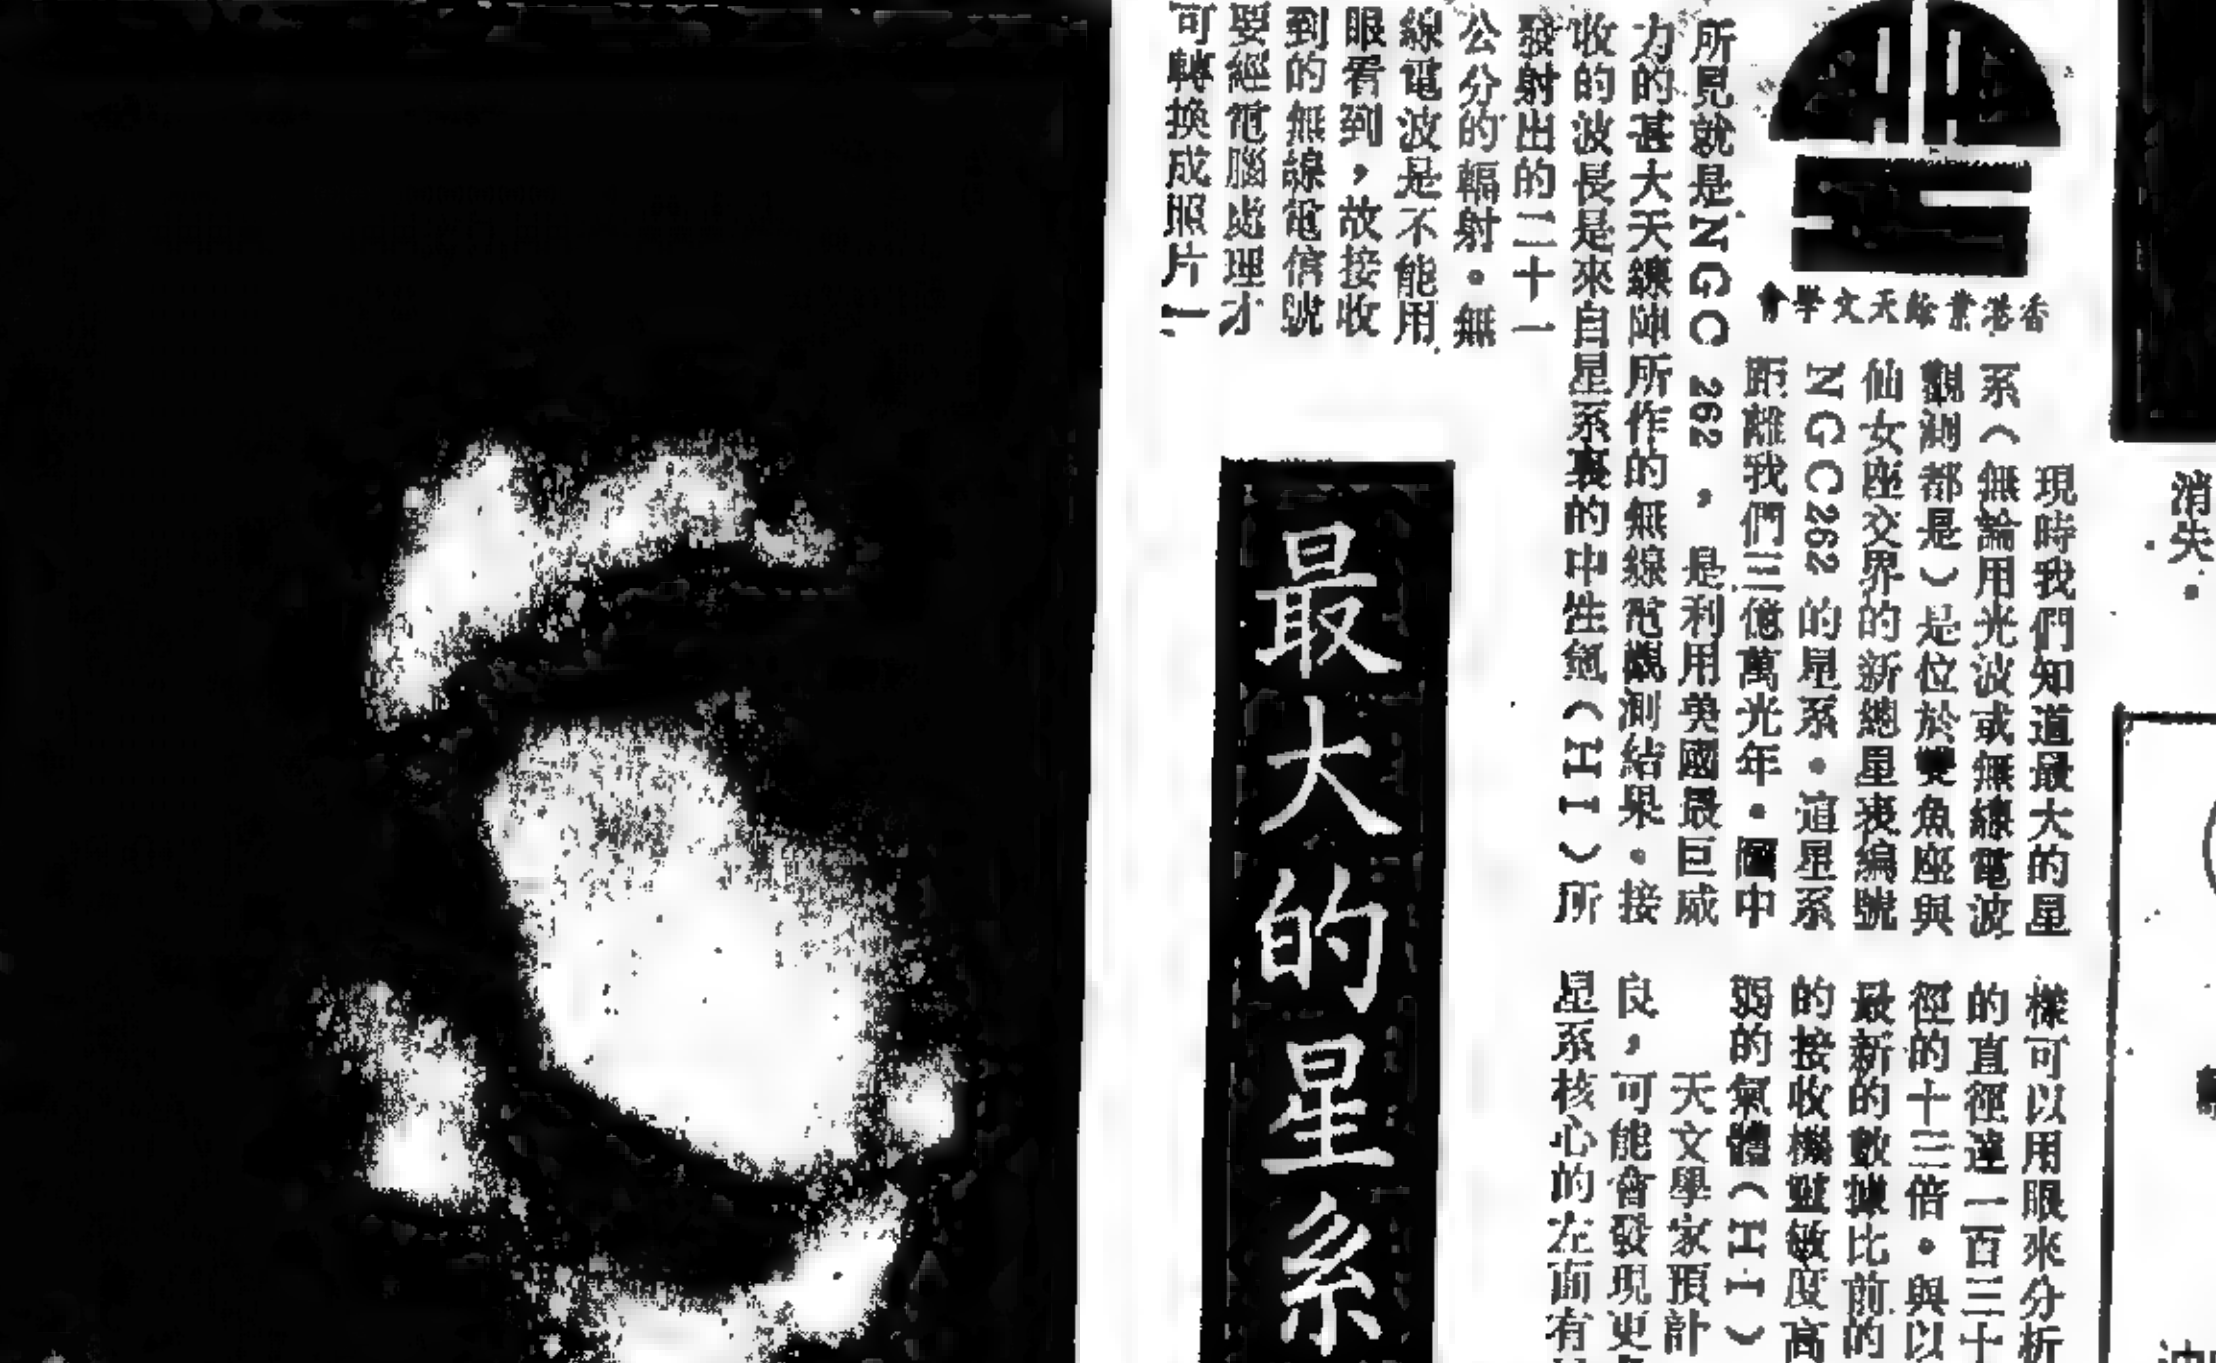 香港業餘天文學會
最大的星系
現時我們知道最大的星
系（無論用光波或無線電波
觀測都是）是位於雙魚座與
仙女座交界的新總星表編號
NGC262 的星系。這星系
距離我們三億萬光年。圖中
所見就是NGC 262 。是利用美國最巨威
力的甚大天線陣所作的無線電觀測結果。接
收的波長是來自星系裏的中性氫（HI）所
發射出的二十一
公分的輻射。無
線電波是不能用
眼看到，故接收
到的無線電信號
要經電腦處理才
可轉換成照片一
樣可以用眼來分析
的直徑達一百三十
徑的十三倍。與以
最新的數據比前的
的接收機靈敏度高
弱的氣體（HI）
天文學家預計
良，可能會發現更
星系核心的左面有
消失。